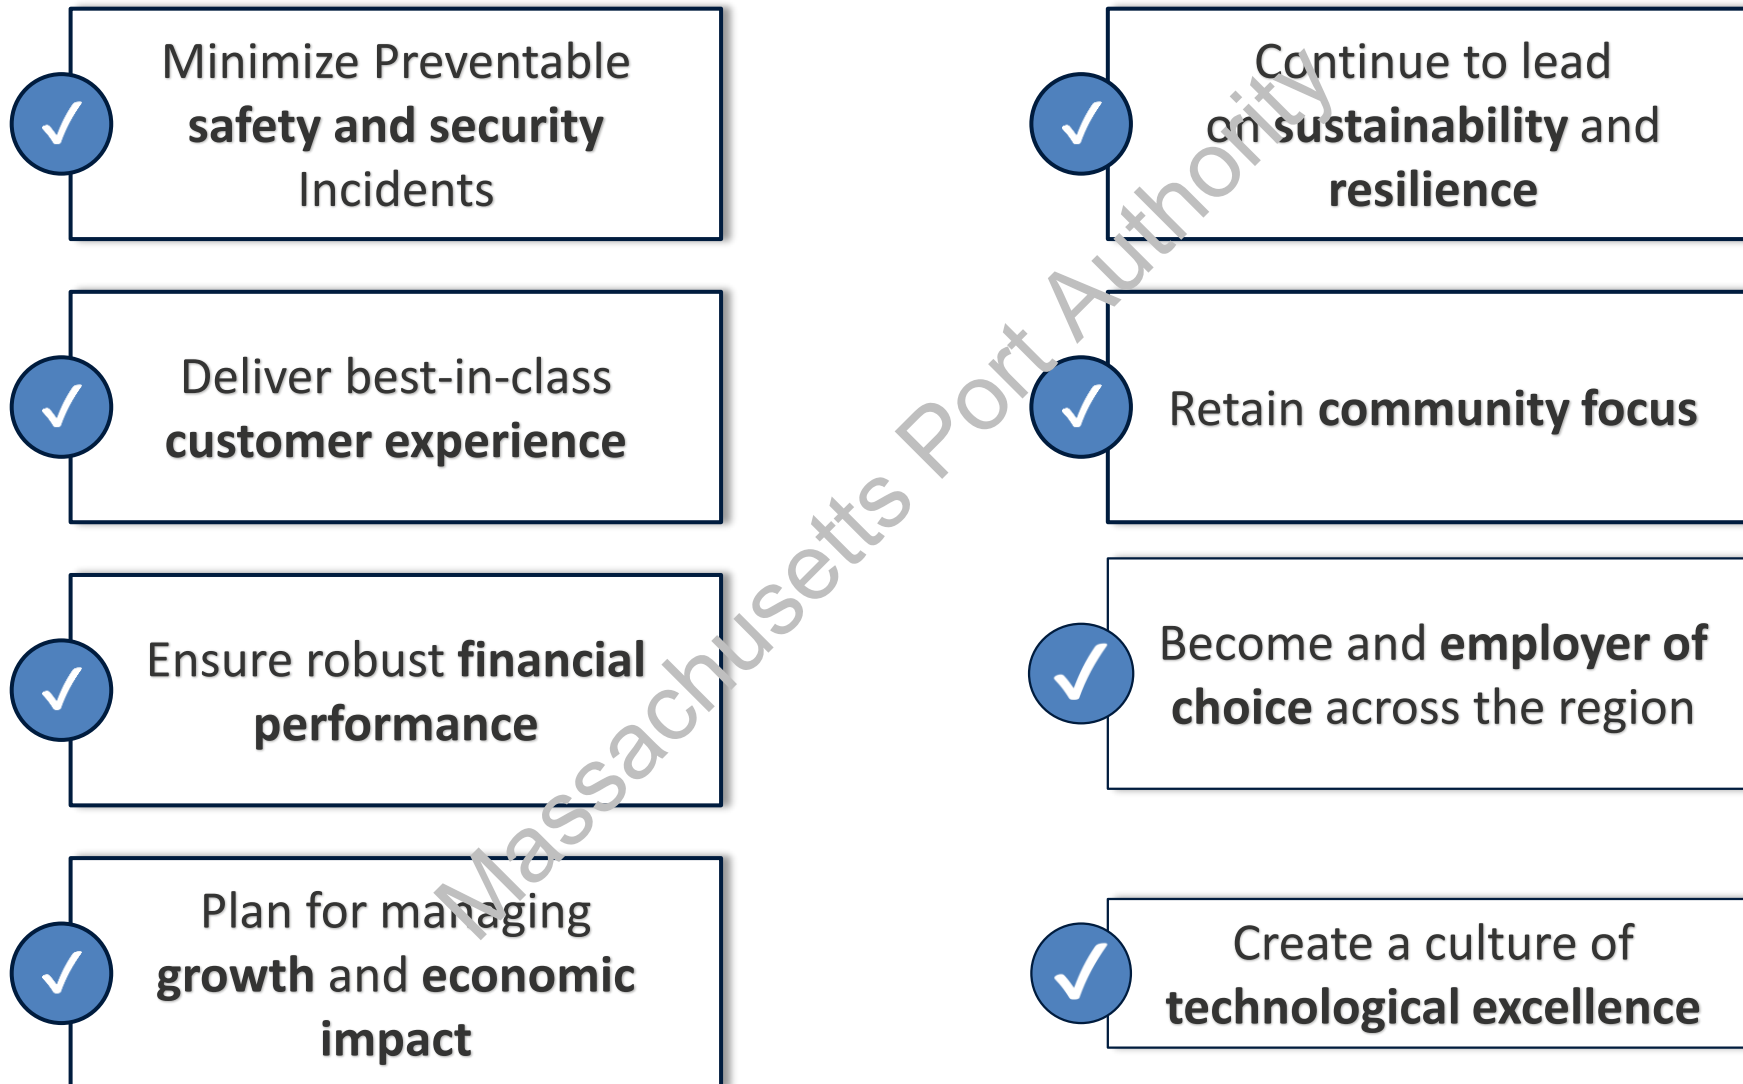 Minimize Preventable
safety and security
Incidents
Deliver best-in-class
customer experience
Ensure robust financial
performance
Plan for managing
growth and economic
impact
Continue to lead
on sustainability and
resilience
Retain community focus
Become and employer of
choice across the region
Create a culture of
technological excellence
Massachusetts Port Authority